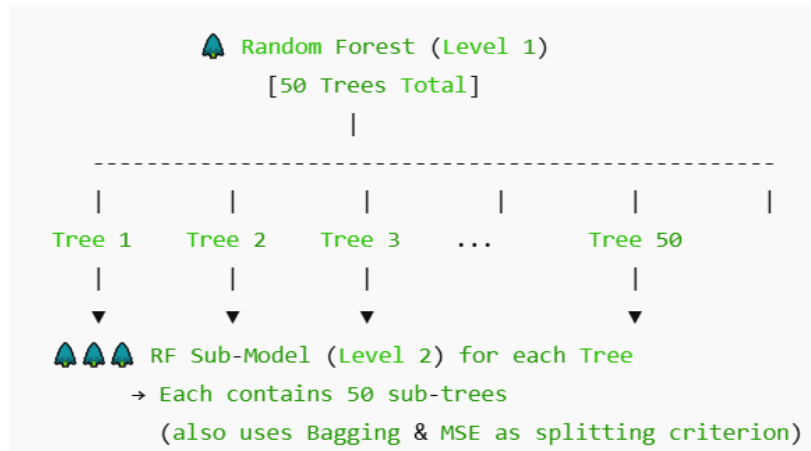 🌲 Random Forest (Level 1)
[50 Trees Total]
|
---------------------------------------------------
| | | | | |
Tree 1 Tree 2 Tree 3 ... Tree 50
| | | |
▼ ▼ ▼ ▼
🌲🌲🌲 RF Sub-Model (Level 2) for each Tree
→ Each contains 50 sub-trees
(also uses Bagging & MSE as splitting criterion)